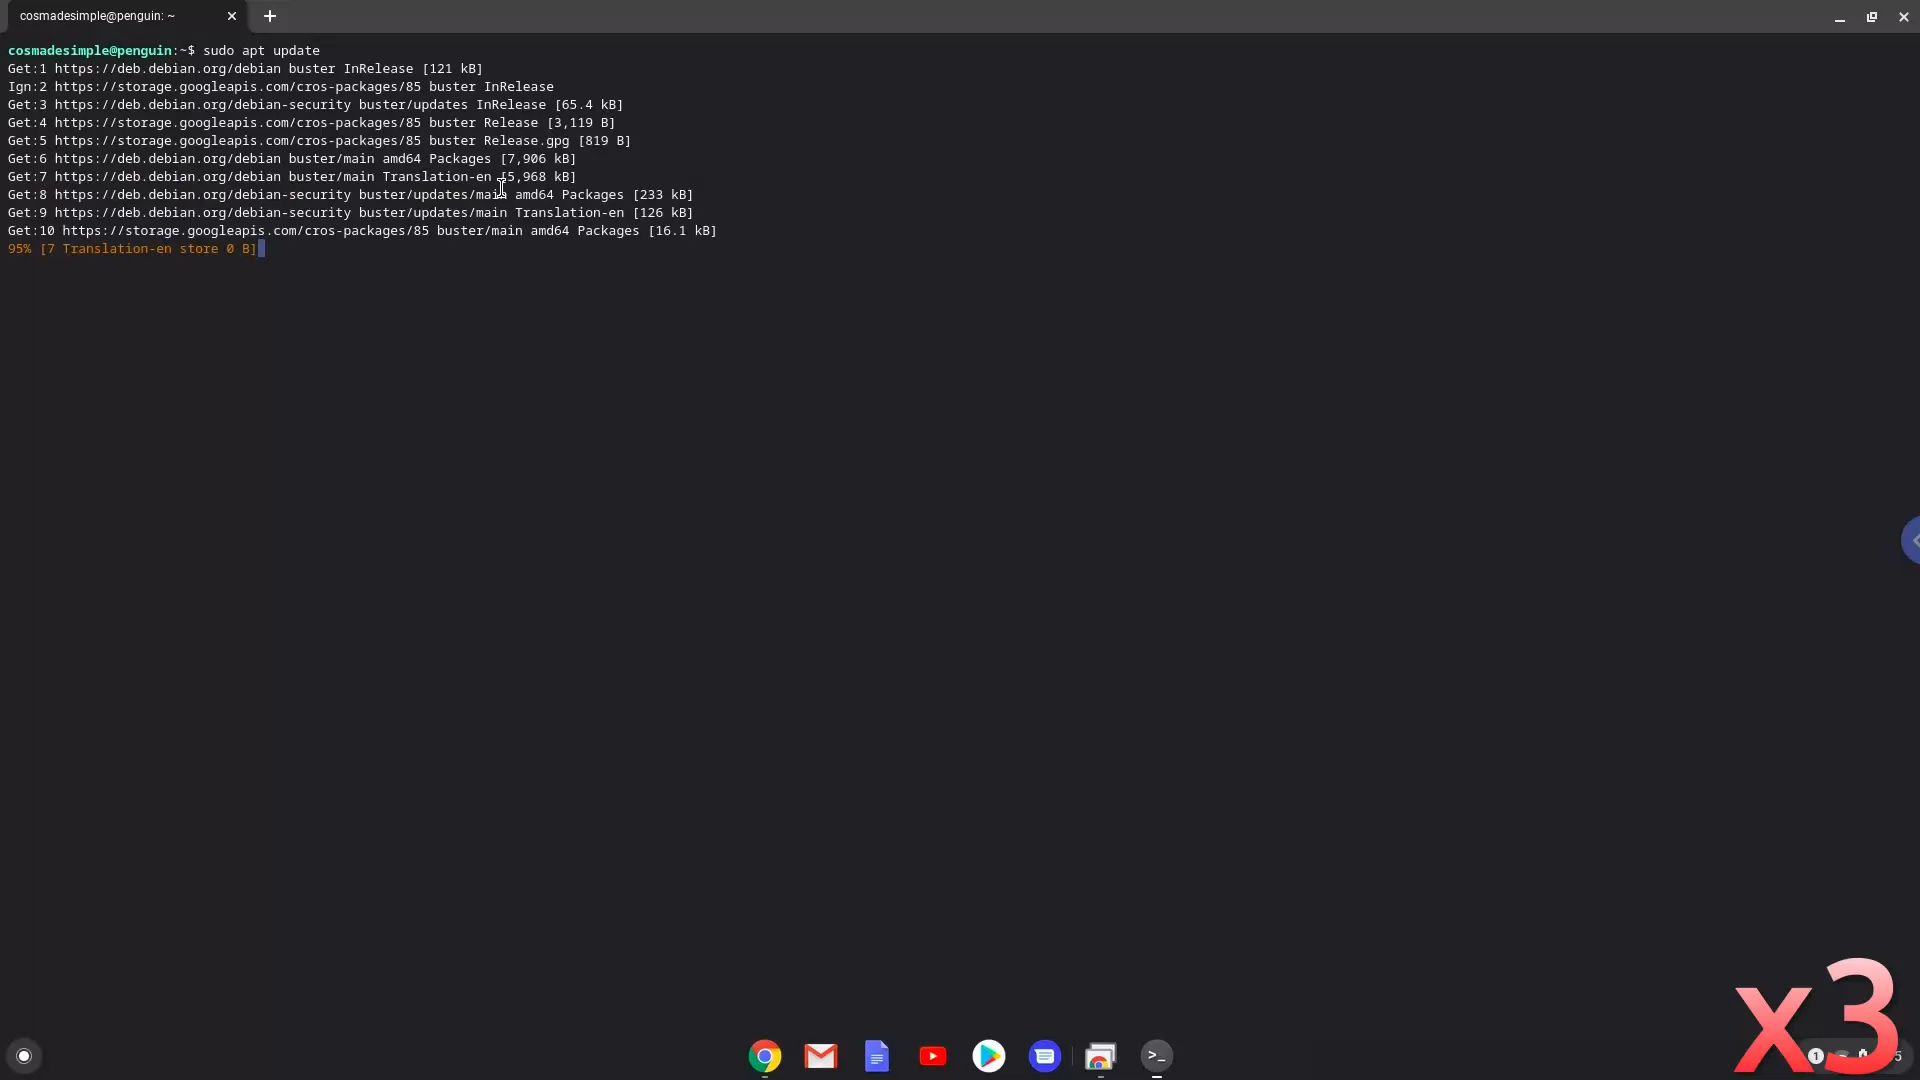 cosmadesimple@penguin: ~
cosmadesimple@penguin:~$ sudo apt update
Get:1 https://deb.debian.org/debian buster InRelease [121 kB]
Ign:2 https://storage.googleapis.com/cros-packages/85 buster InRelease
Get:3 https://deb.debian.org/debian-security buster/updates InRelease [65.4 kB]
Get:4 https://storage.googleapis.com/cros-packages/85 buster Release [3,119 B]
Get:5 https://storage.googleapis.com/cros-packages/85 buster Release.gpg [819 B]
Get:6 https://deb.debian.org/debian buster/main amd64 Packages [7,906 kB]
Get:7 https://deb.debian.org/debian buster/main Translation-en [5,968 kB]
Get:8 https://deb.debian.org/debian-security buster/updates/main amd64 Packages [233 kB]
Get:9 https://deb.debian.org/debian-security buster/updates/main Translation-en [126 kB]
Get:10 https://storage.googleapis.com/cros-packages/85 buster/main amd64 Packages [16.1 kB]
95% [7 Translation-en store 0 B]
x3
>_
1